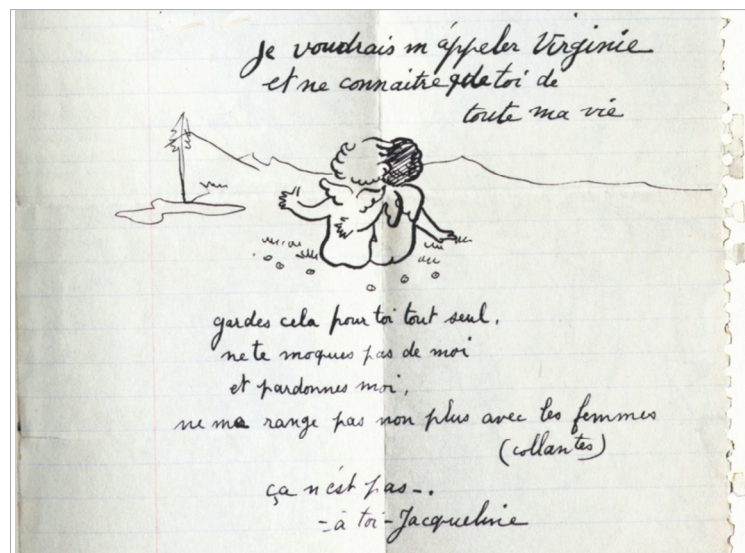 Je voudrais m'áppeler Virginie
et ne connaitre que toi de
toute ma vie
gardes cela pour toi tout seul,
ne te moques pas de moi
et pardonnes moi,
ne me range pas non plus avec les femmes
(collantes)
ça n'ést pas-.
-à toi-Jacqueline